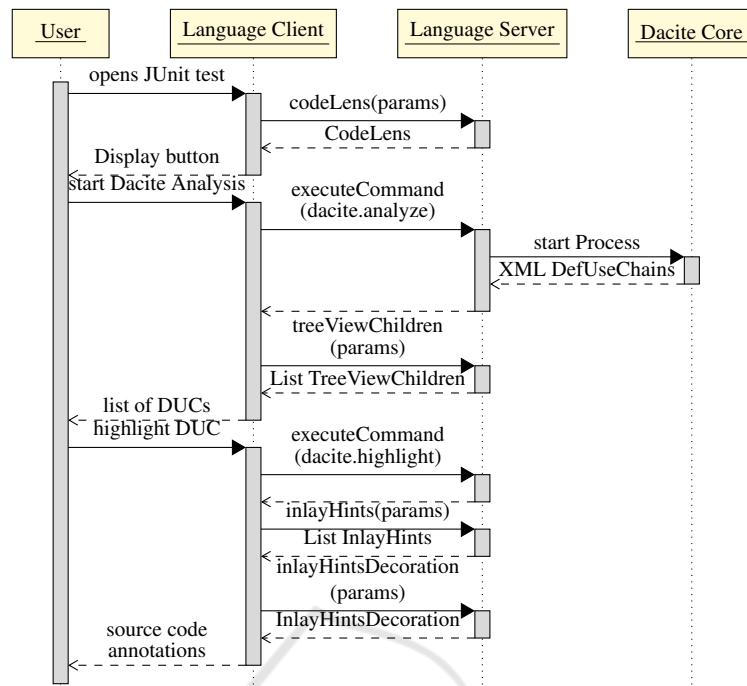 User
Language Client
Language Server
Dacite Core
opens JUnit test
codeLens(params)
CodeLens
Display button
start Dacite Analysis
executeCommand
(dacite.analyze)
start Process
XML DefUseChains
treeViewChildren
(params)
List TreeViewChildren
list of DUCs
highlight DUC
executeCommand
(dacite.highlight)
inlayHints(params)
List InlayHints
inlayHintsDecoration
(params)
InlayHintsDecoration
source code
annotations